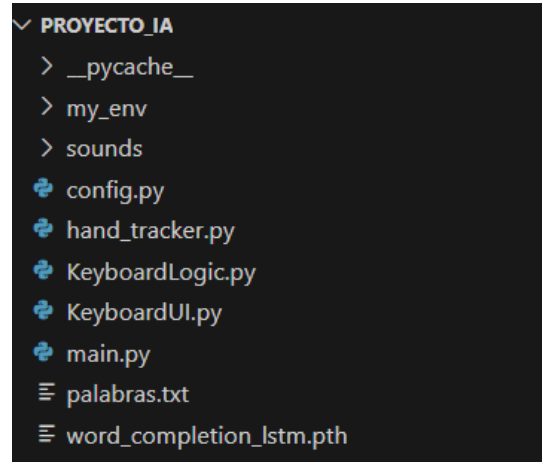 PROYECTO_IA
__pycache__
my_env
sounds
config.py
hand_tracker.py
KeyboardLogic.py
KeyboardUI.py
main.py
palabras.txt
word_completion_lstm.pth